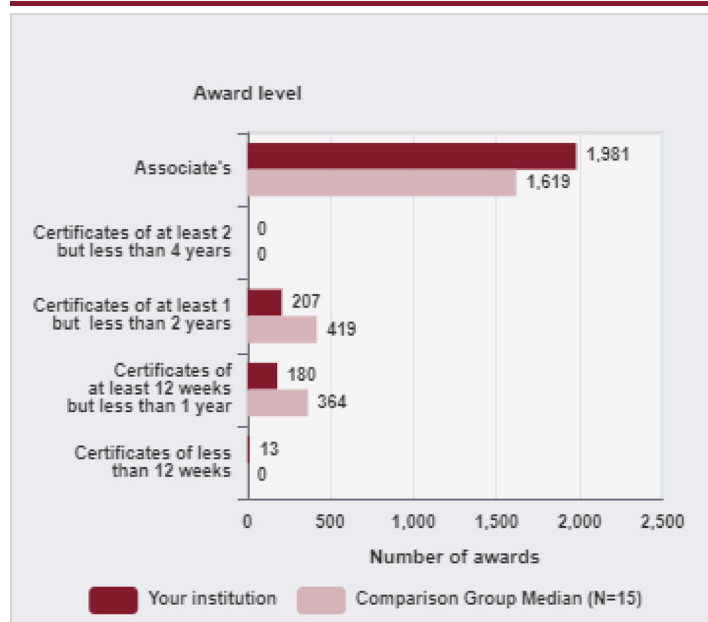 Award level
Associate's
1,981
1,619
Certificates of at least 2
but less than 4 years
0
0
Certificates of at least 1
but less than 2 years
207
419
Certificates of
at least 12 weeks
but less than 1 year
180
364
Certificates of less
than 12 weeks
13
0
0 500 1,000 1,500 2,000 2,500
Number of awards
Your institution Comparison Group Median (N=15)